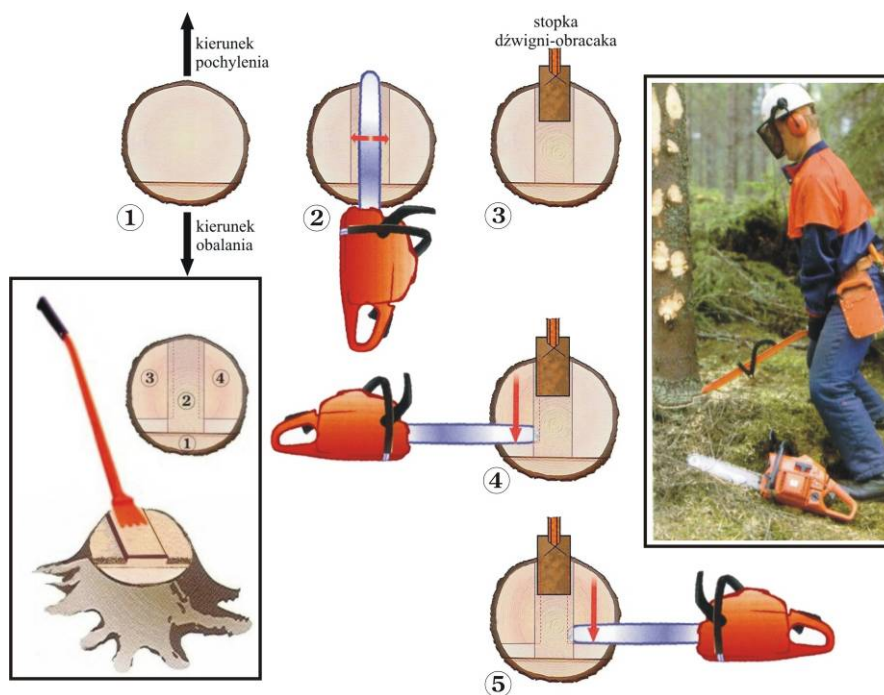 kierunek
pochylenia
stopka
dźwigni-obracaka
1
2
3
kierunek
obalania
3
4
2
1
4
5